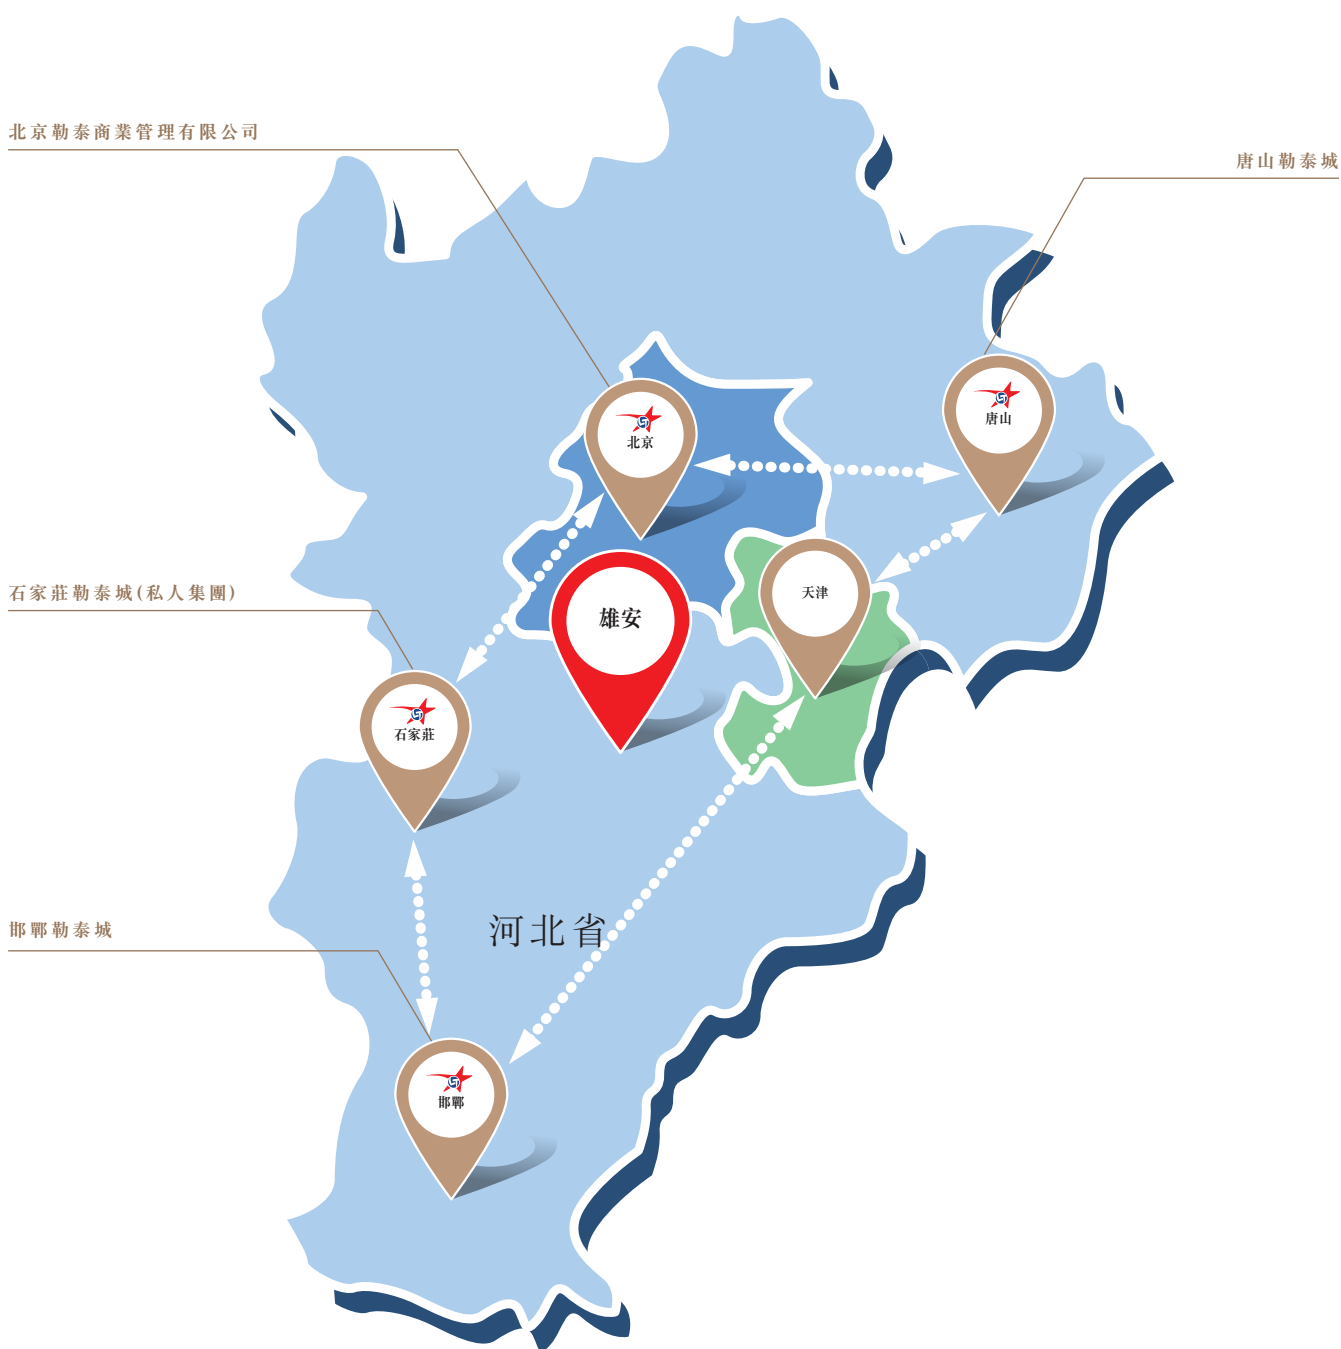 北京勒泰商業管理有限公司
唐山勒泰城
唐山
北京
天津
石家莊勒泰城(私人集團)
雄安
石家莊
邯鄲勒泰城
河北省
邯鄲